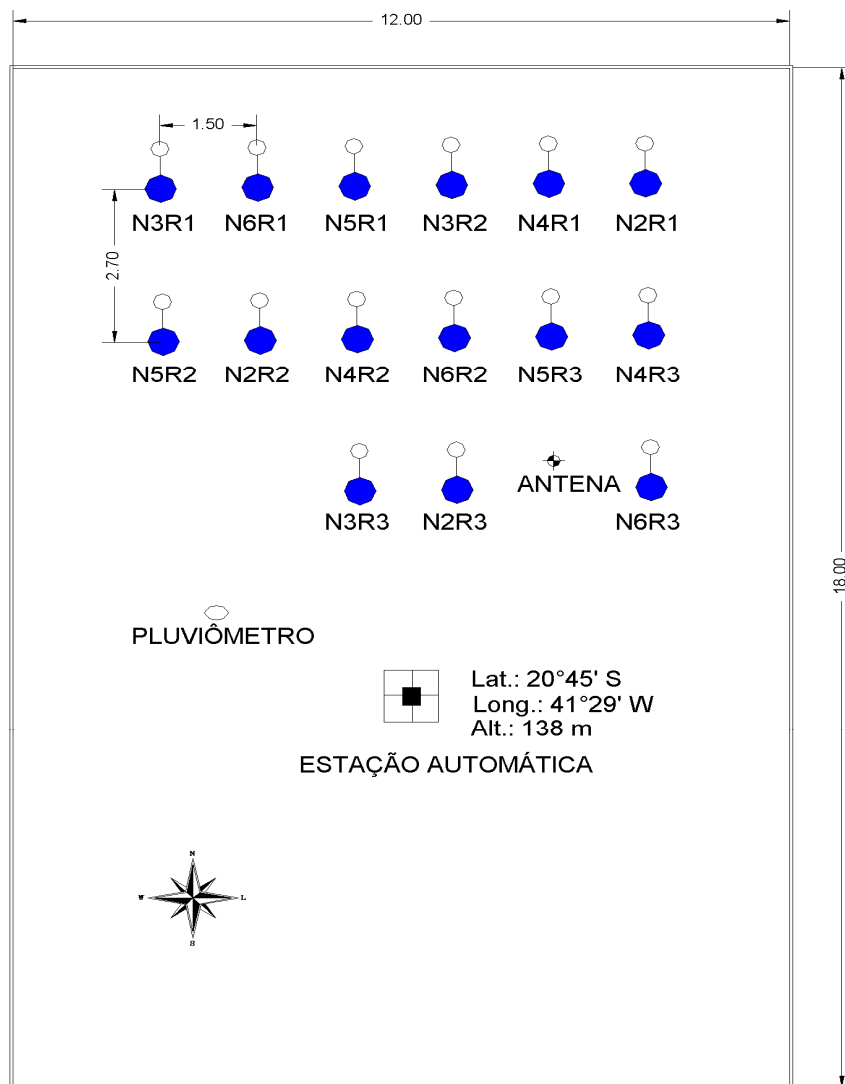 12.00
1.50
N3R1 N6R1 N5R1 N3R2 N4R1 N2R1
2.70
N5R2 N2R2 N4R2 N6R2 N5R3 N4R3
ANTENA
N3R3 N2R3 N6R3
18.00
PLUVIÔMETRO
Lat.: 20°45' S
Long.: 41°29' W
Alt.: 138 m
ESTAÇÃO AUTOMÁTICA
N
W L
S